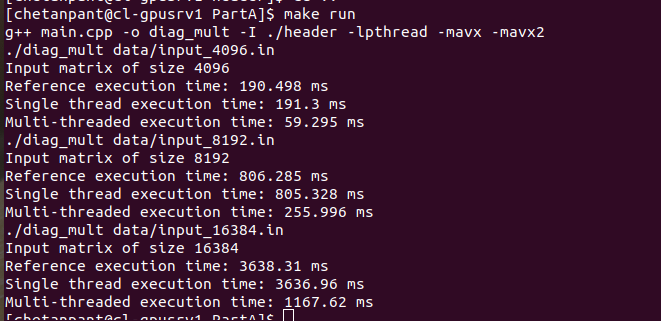 [chetanpant@cl-gpusrv1 PartA]$ make run
g++ main.cpp -o diag_mult -I ./header -lpthread -mavx -mavx2
./diag_mult data/input_4096.in
Input matrix of size 4096
Reference execution time: 190.498 ms
Single thread execution time: 191.3 ms
Multi-threaded execution time: 59.295 ms
./diag_mult data/input_8192.in
Input matrix of size 8192
Reference execution time: 806.285 ms
Single thread execution time: 805.328 ms
Multi-threaded execution time: 255.996 ms
./diag_mult data/input_16384.in
Input matrix of size 16384
Reference execution time: 3638.31 ms
Single thread execution time: 3636.96 ms
Multi-threaded execution time: 1167.62 ms
[chetanpant@cl-gpusrv1 PartA]$